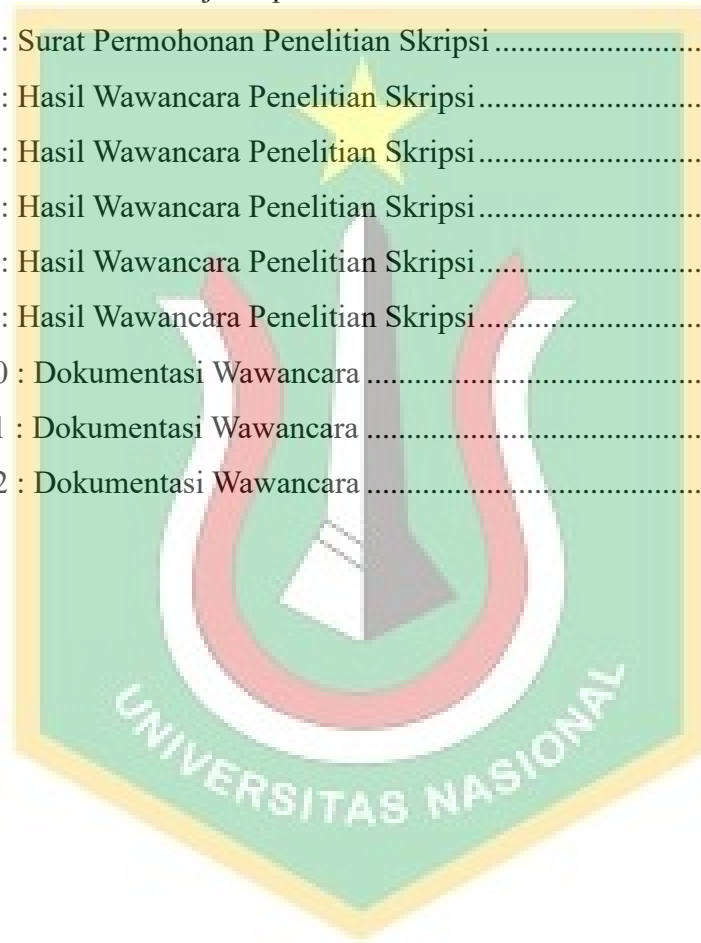 : Surat Permohonan Penelitian Skripsi ................................
: Hasil Wawancara Penelitian Skripsi ..................................
: Hasil Wawancara Penelitian Skripsi ..................................
: Hasil Wawancara Penelitian Skripsi ..................................
: Hasil Wawancara Penelitian Skripsi ..................................
: Hasil Wawancara Penelitian Skripsi ..................................
0 : Dokumentasi Wawancara ................................................
1 : Dokumentasi Wawancara ................................................
2 : Dokumentasi Wawancara ................................................
UNIVERSITAS NASIONAL